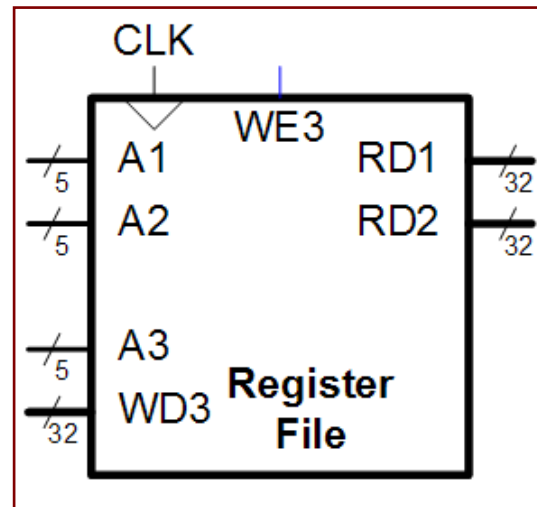 CLK
WE3
A1 RD1
5 32
A2 RD2
5 32
A3
5
WD3
32
Register
File